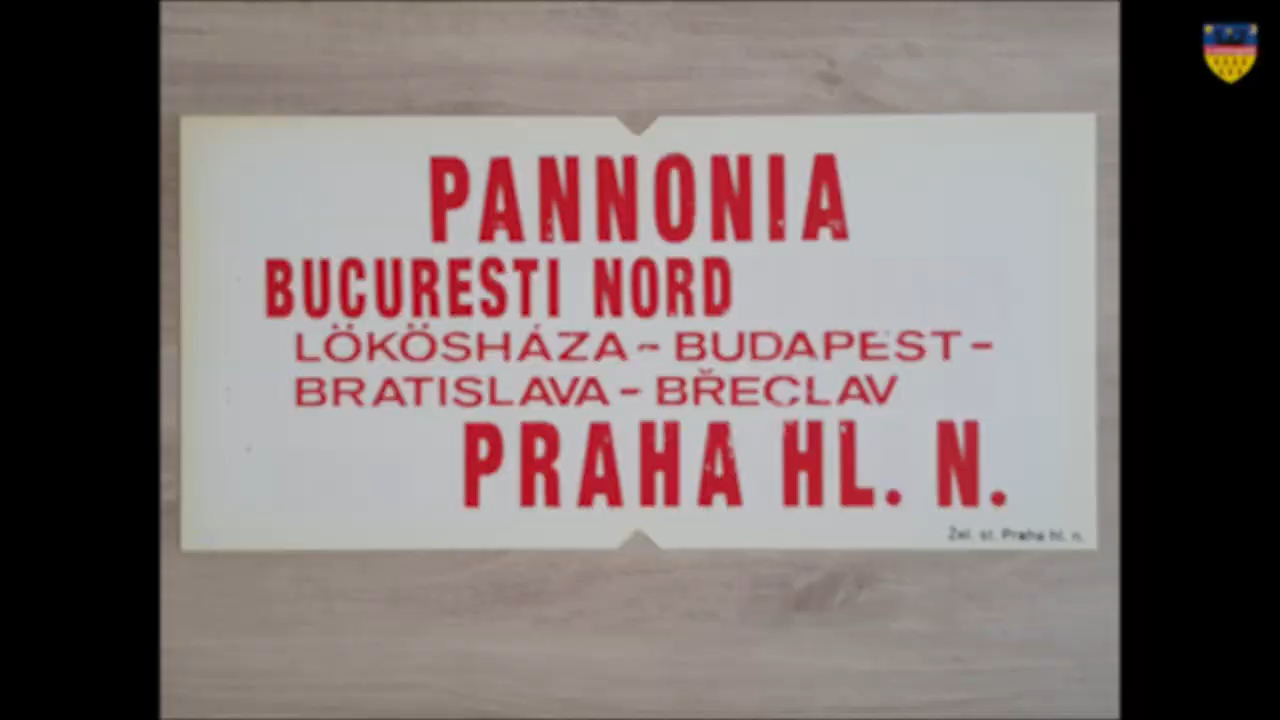 PANNONIA
BUCURESTI NORD
LÖKÖSHÁZA - BUDAPEST -
BRATISLAVA - BŘECLAV
PRAHA HL. N.
Žel. st. Praha hl. n.